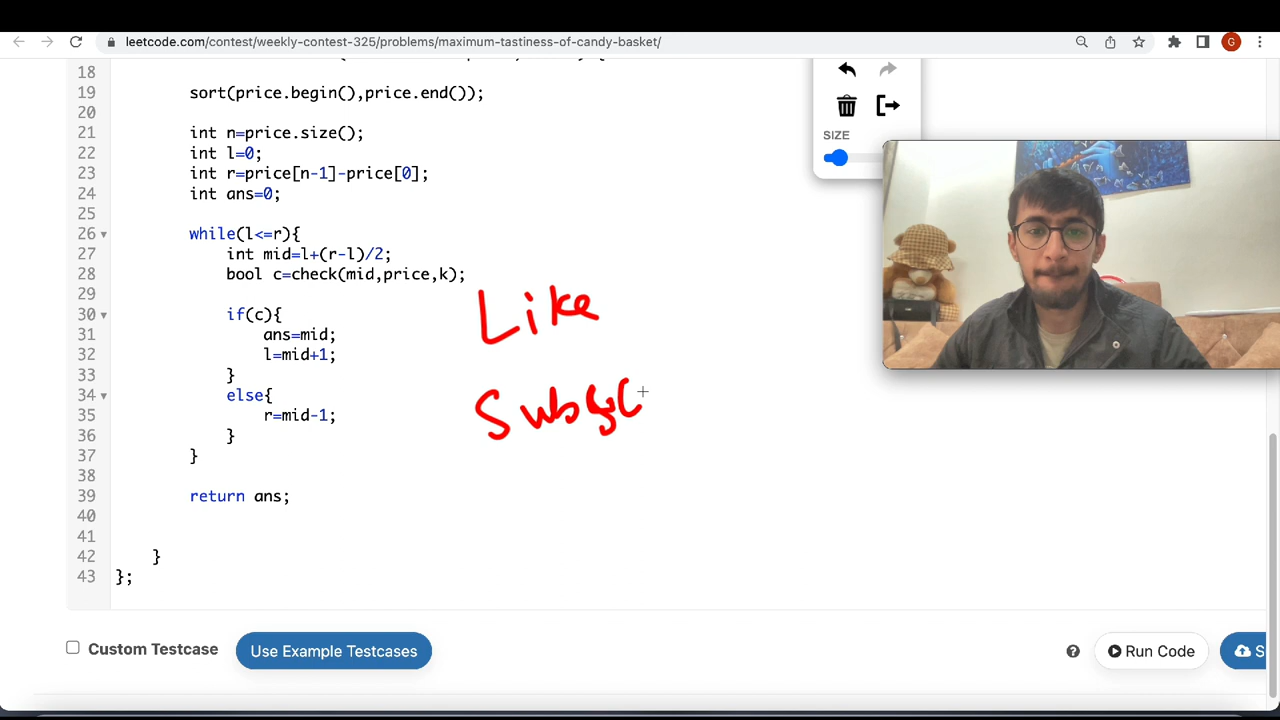 leetcode.com/contest/weekly-contest-325/problems/maximum-tastiness-of-candy-basket/
G
18
19 sort(price.begin(),price.end());
SIZE
20
21 int n=price.size();
22 int l=0;
23 int r=price[n-1]-price[0];
24 int ans=0;
25
26 while(l<=r){
27 int mid=l+(r-l)/2;
28 bool c=check(mid,price,k);
29
30 if(c){
31 ans=mid;
32 l=mid+1;
33 }
34 else{
35 r=mid-1;
36 }
37 }
38
39 return ans;
40
41
42 }
43 };
Like
Subsc
Custom Testcase
Use Example Testcases
? Run Code
S